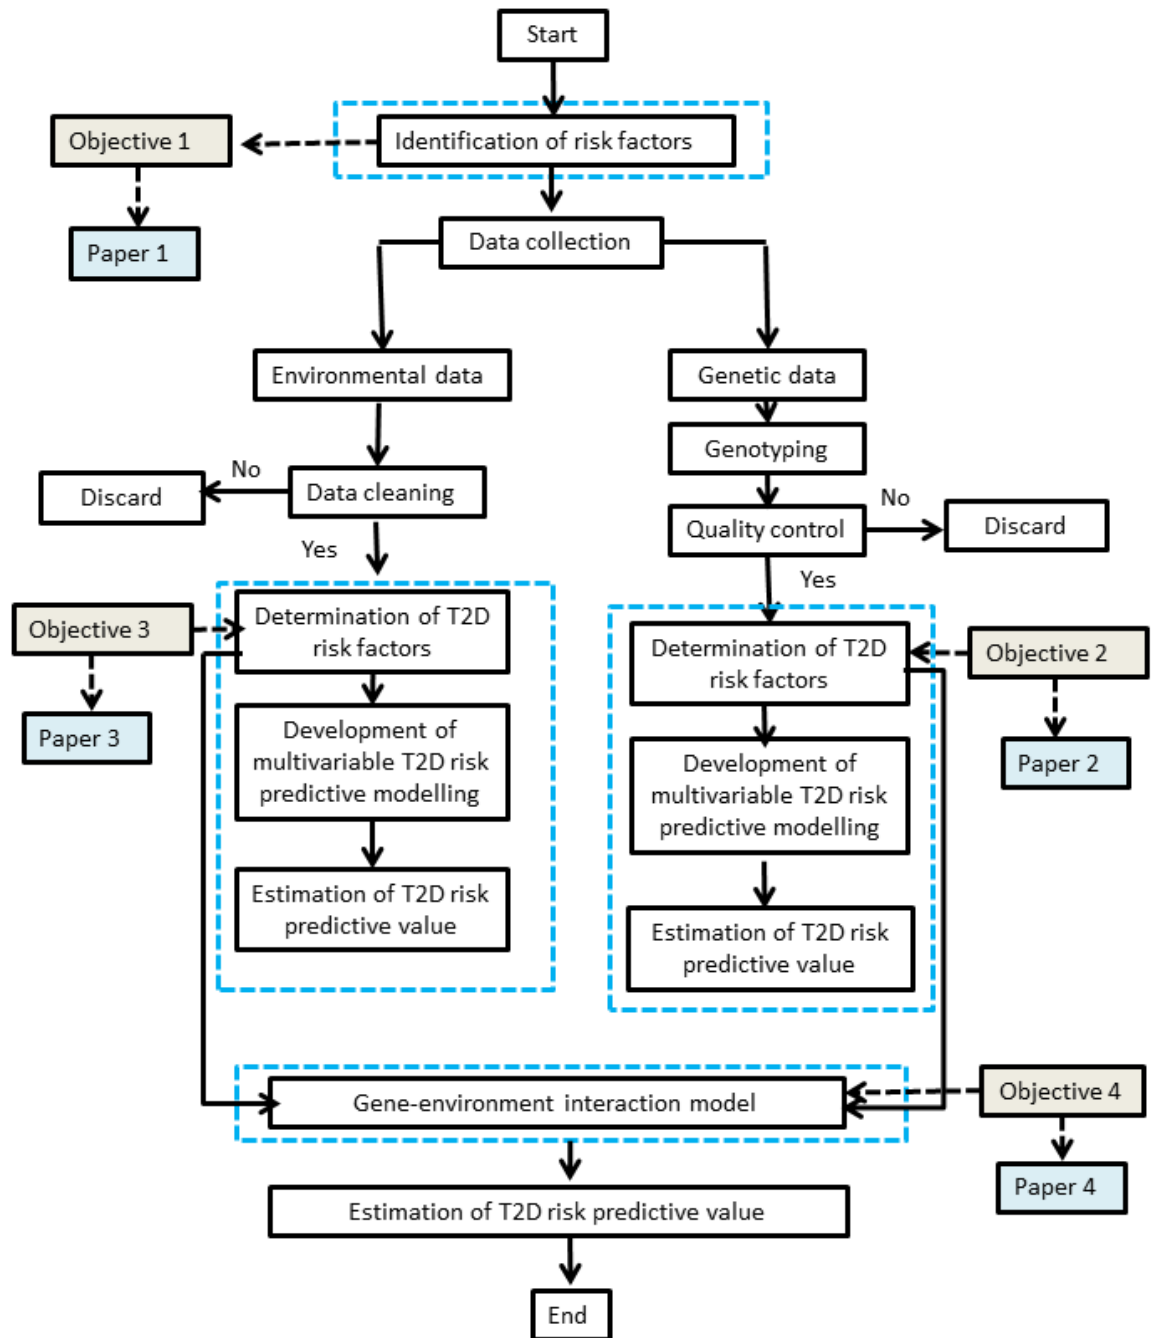 Start
Objective 1
Identification of risk factors
Paper 1
Data collection
Environmental data
Genetic data
Genotyping
No
Discard
Data cleaning
Quality control
No
Discard
Yes
Yes
Objective 3
Determination of T2D
risk factors
Determination of T2D
risk factors
Objective 2
Paper 3
Development of
multivariable T2D risk
predictive modelling
Development of
multivariable T2D risk
predictive modelling
Paper 2
Estimation of T2D risk
predictive value
Estimation of T2D risk
predictive value
Gene-environment interaction model
Objective 4
Paper 4
Estimation of T2D risk predictive value
End